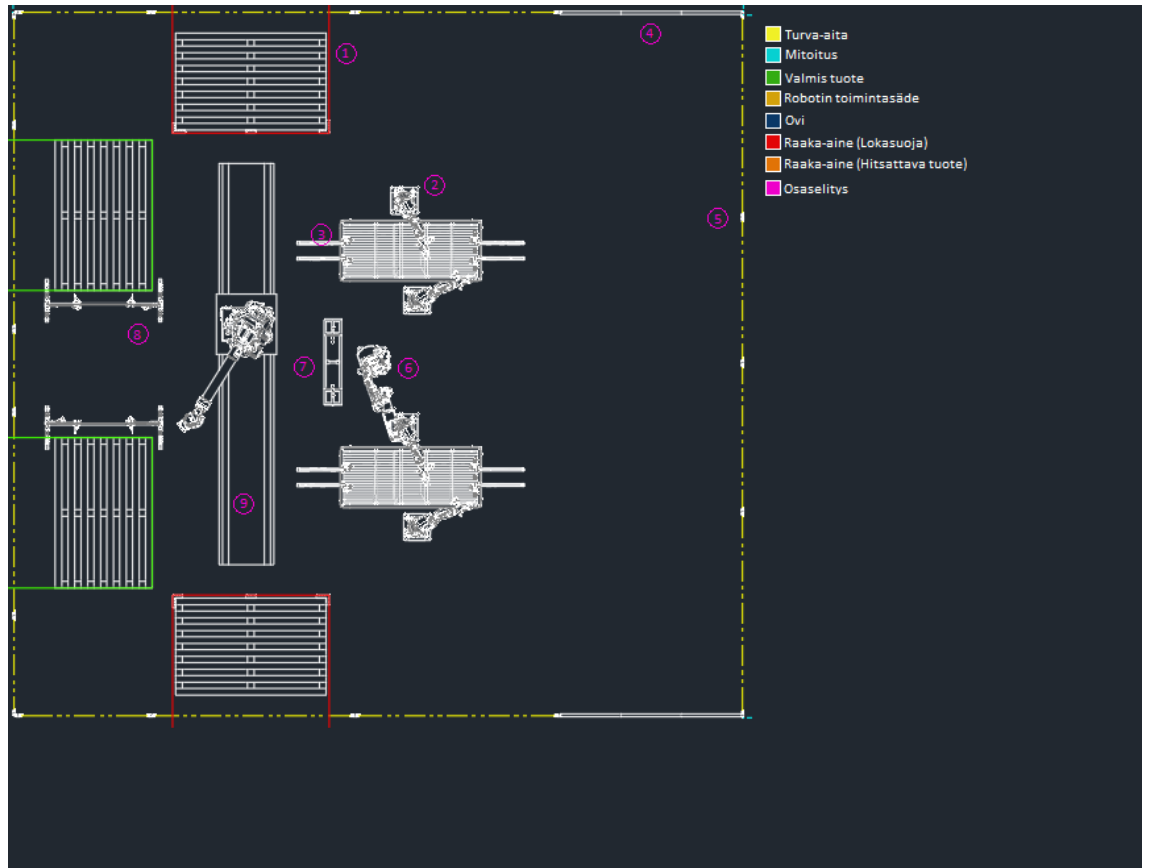 4
1
Turva-aita
Mitoitus
Valmis tuote
Robotin toimintasäde
Ovi
Raaka-aine (Lokasuoja)
Raaka-aine (Hitsattava tuote)
Osaselitys
2
5
3
8
7
6
9